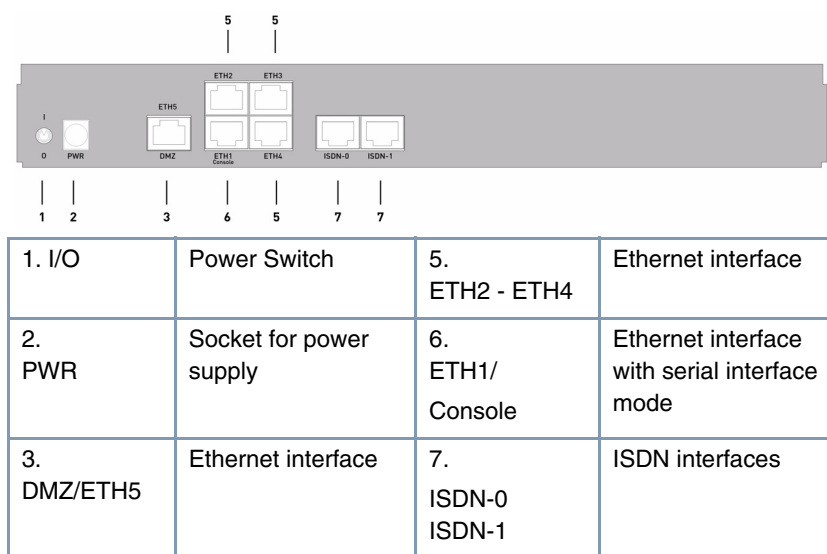 5 5
ETH2 ETH3
ETH5
I
O PWR DMZ ETH1 ETH4 ISDN-0 ISDN-1
Console
1 2 3 6 5 7 7
1. I/O
Power Switch
5.
ETH2 - ETH4
Ethernet interface
2.
PWR
Socket for power
supply
6.
ETH1/
Console
Ethernet interface
with serial interface
mode
3.
DMZ/ETH5
Ethernet interface
7.
ISDN-0
ISDN-1
ISDN interfaces